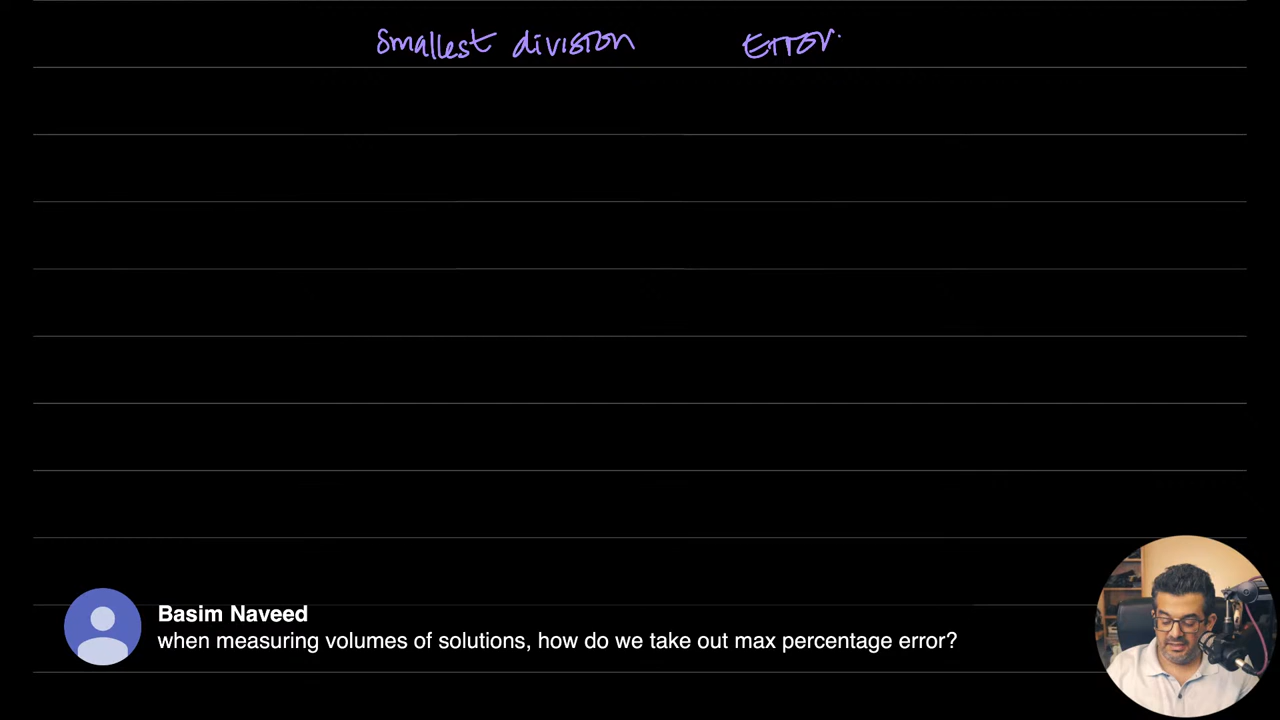 Smallest division Error.
Basim Naveed
when measuring volumes of solutions, how do we take out max percentage error?